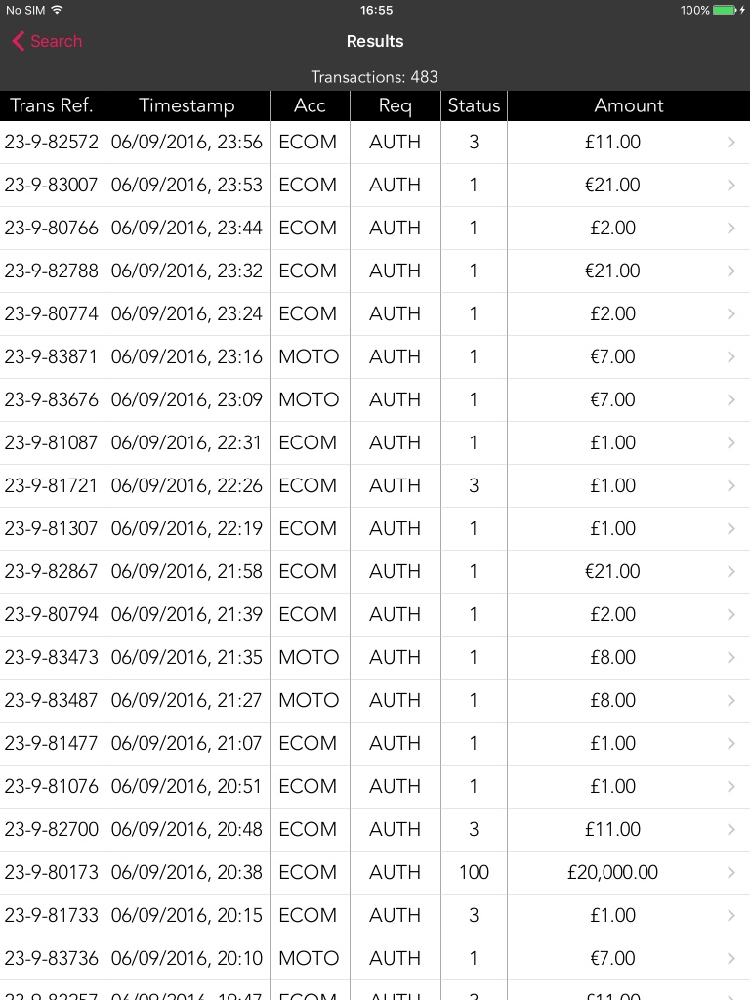 No SIM 16:55 100%
Search Results
Transactions: 483
Trans Ref. Timestamp Acc Req Status Amount
23-9-82572 06/09/2016, 23:56 ECOM AUTH 3 £11.00
23-9-83007 06/09/2016, 23:53 ECOM AUTH 1 €21.00
23-9-80766 06/09/2016, 23:44 ECOM AUTH 1 £2.00
23-9-82788 06/09/2016, 23:32 ECOM AUTH 1 €21.00
23-9-80774 06/09/2016, 23:24 ECOM AUTH 1 £2.00
23-9-83871 06/09/2016, 23:16 MOTO AUTH 1 €7.00
23-9-83676 06/09/2016, 23:09 MOTO AUTH 1 €7.00
23-9-81087 06/09/2016, 22:31 ECOM AUTH 1 £1.00
23-9-81721 06/09/2016, 22:26 ECOM AUTH 3 £1.00
23-9-81307 06/09/2016, 22:19 ECOM AUTH 1 £1.00
23-9-82867 06/09/2016, 21:58 ECOM AUTH 1 €21.00
23-9-80794 06/09/2016, 21:39 ECOM AUTH 1 £2.00
23-9-83473 06/09/2016, 21:35 MOTO AUTH 1 £8.00
23-9-83487 06/09/2016, 21:27 MOTO AUTH 1 £8.00
23-9-81477 06/09/2016, 21:07 ECOM AUTH 1 £1.00
23-9-81076 06/09/2016, 20:51 ECOM AUTH 1 £1.00
23-9-82700 06/09/2016, 20:48 ECOM AUTH 3 £11.00
23-9-80173 06/09/2016, 20:38 ECOM AUTH 100 £20,000.00
23-9-81733 06/09/2016, 20:15 ECOM AUTH 3 £1.00
23-9-83736 06/09/2016, 20:10 MOTO AUTH 1 €7.00
06/09/2016, 19:47 ECOM AUTH £11.00